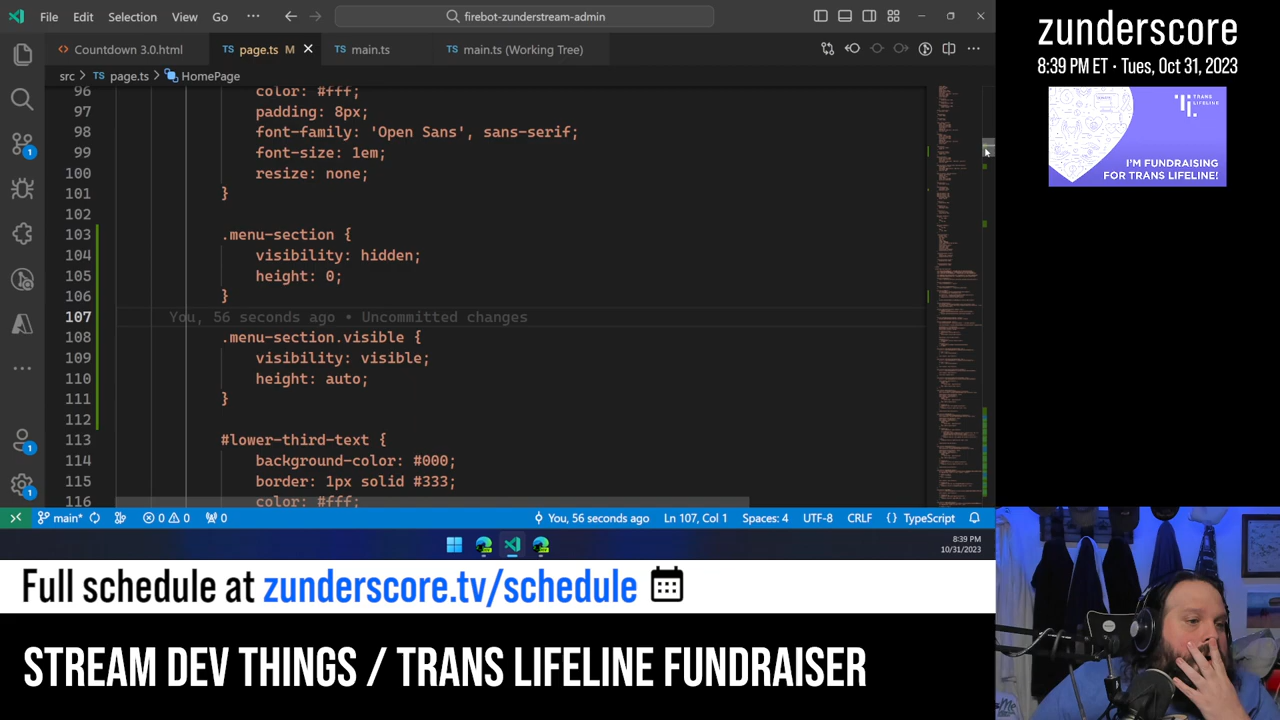 File Edit Selection View Go ··· firebot-zunderstream-admin
Countdown 3.0.html TS page.ts M TS main.ts TS main.ts (Working Tree)
src > TS page.ts > HomePage
96 color: #fff;
97 padding: 8px;
98 font-family: 'Open Sans', sans-serif;
99 font-size: 1em;
100 resize: none;
101 }
102
103 .menu-section {
104 visibility: hidden;
105 height: 0;
106 }
107 You, 56 seconds ago Uncommitted chang
108 .menu-section.visible {
109 visibility: visible;
110 height: auto;
111 }
112
113 #lower-third-text {
114 background-color: #000;
115 border: 1px solid #333;
116 color: #fff;
main* 0 0 0 You, 56 seconds ago Ln 107, Col 1 Spaces: 4 UTF-8 CRLF {} TypeScript
8:39 PM
10/31/2023
zunderscore
8:39 PM ET · Tues, Oct 31, 2023
TRANS
LIFELINE
I'M FUNDRAISING
FOR TRANS LIFELINE!
Full schedule at zunderscore.tv/schedule
STREAM DEV THINGS / TRANS LIFELINE FUNDRAISER